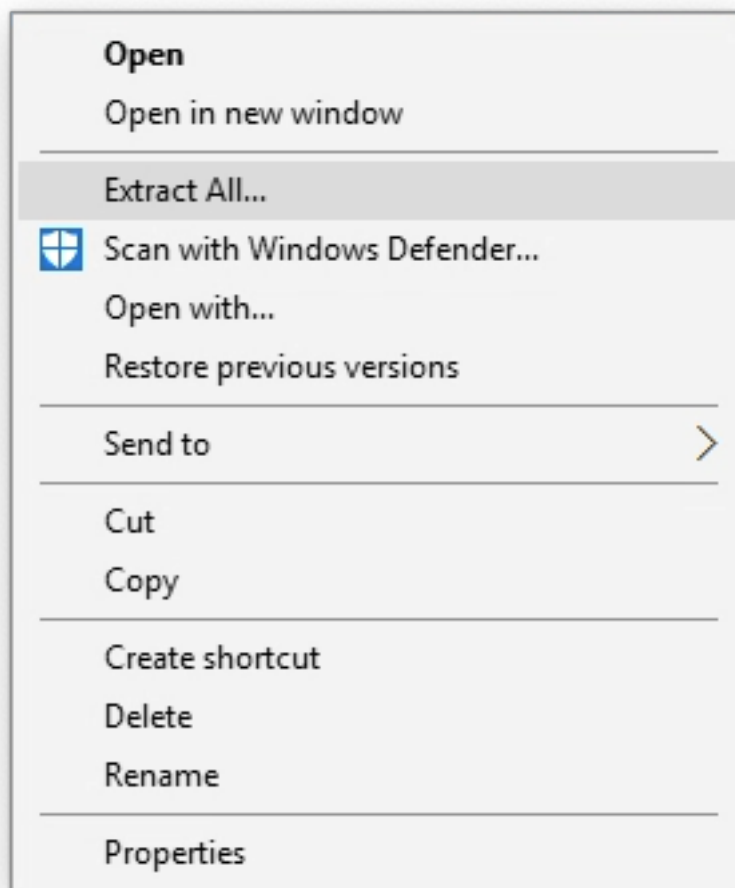 Open
Open in new window
Extract All...
Scan with Windows Defender...
Open with...
Restore previous versions
Send to
Cut
Copy
Create shortcut
Delete
Rename
Properties